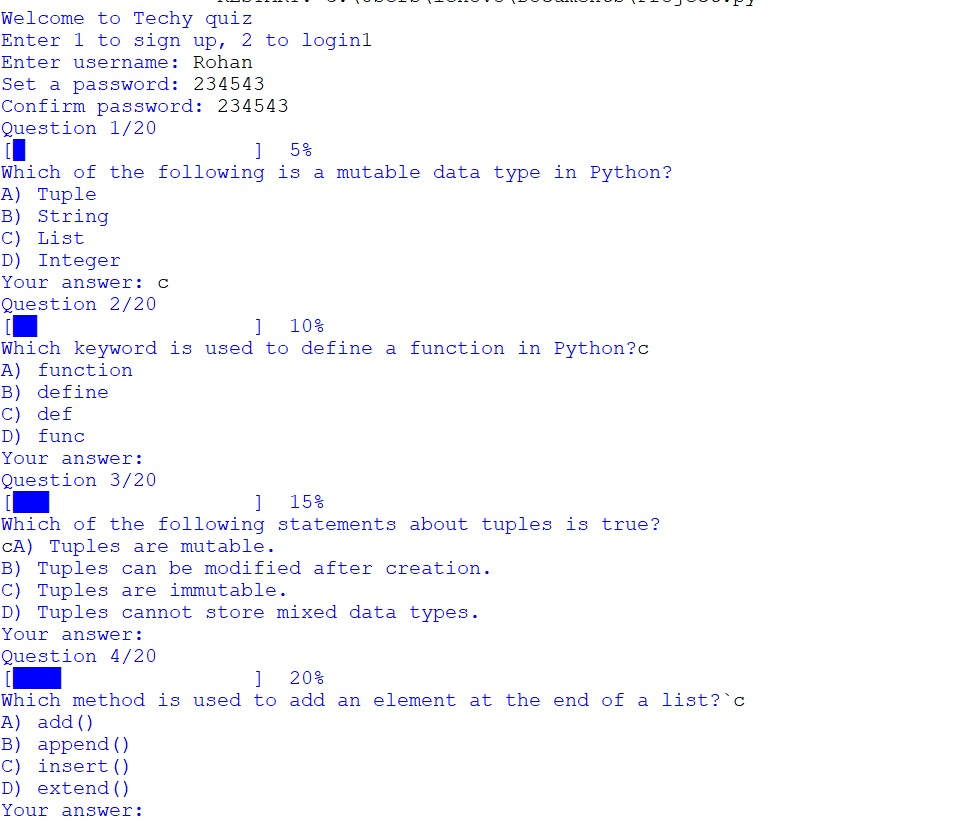 Welcome to Techy quiz
Enter 1 to sign up, 2 to login1
Enter username: Rohan
Set a password: 234543
Confirm password: 234543
Question 1/20
[█                   ]  5%
Which of the following is a mutable data type in Python?
A) Tuple
B) String
C) List
D) Integer
Your answer: c
Question 2/20
[██                  ]  10%
Which keyword is used to define a function in Python?c
A) function
B) define
C) def
D) func
Your answer:
Question 3/20
[███                 ]  15%
Which of the following statements about tuples is true?
cA) Tuples are mutable.
B) Tuples can be modified after creation.
C) Tuples are immutable.
D) Tuples cannot store mixed data types.
Your answer:
Question 4/20
[████                ]  20%
Which method is used to add an element at the end of a list?`c
A) add()
B) append()
C) insert()
D) extend()
Your answer: